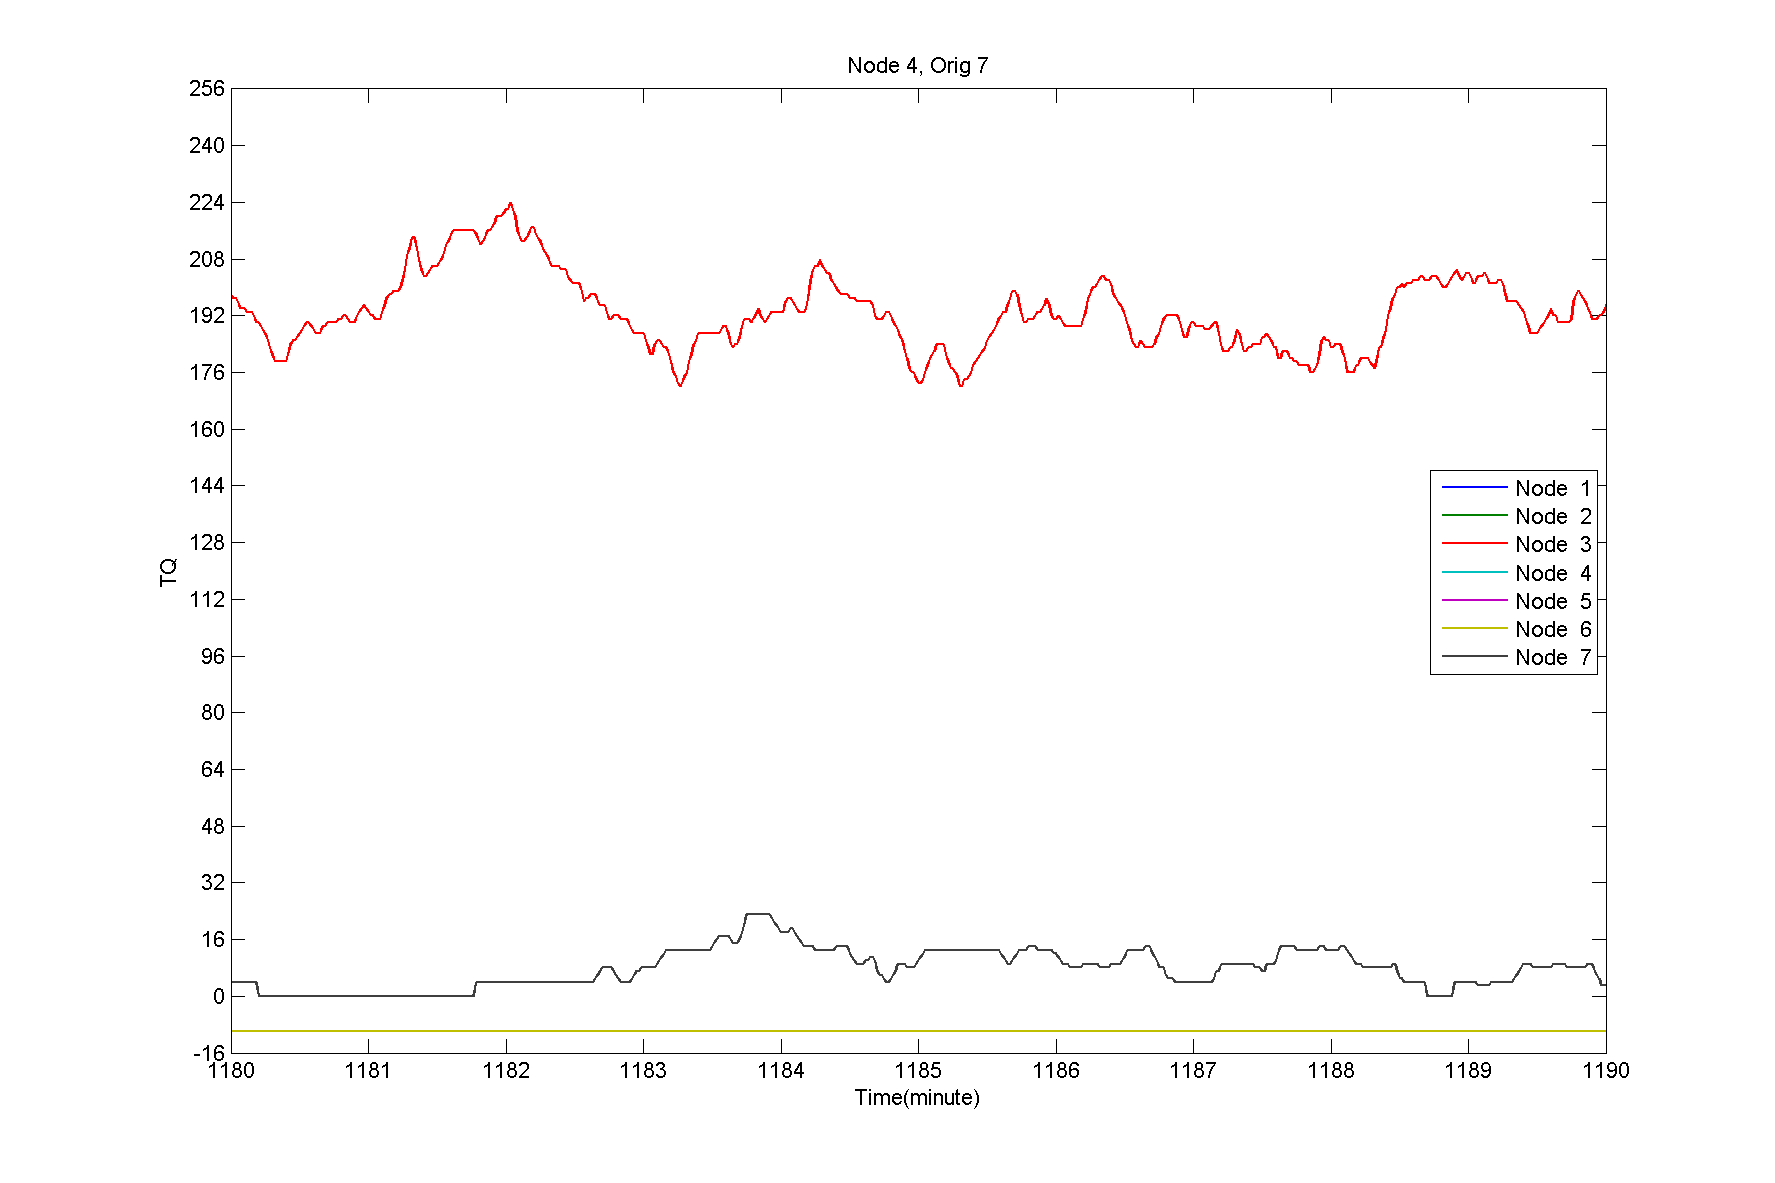 Node 4, Orig 7
256
240
224
208
192
176
160
144
128
112
96
80
64
48
32
16
0
-16
TQ
Node 1
Node 2
Node 3
Node 4
Node 5
Node 6
Node 7
1180 1181 1182 1183 1184 1185 1186 1187 1188 1189 1190
Time(minute)